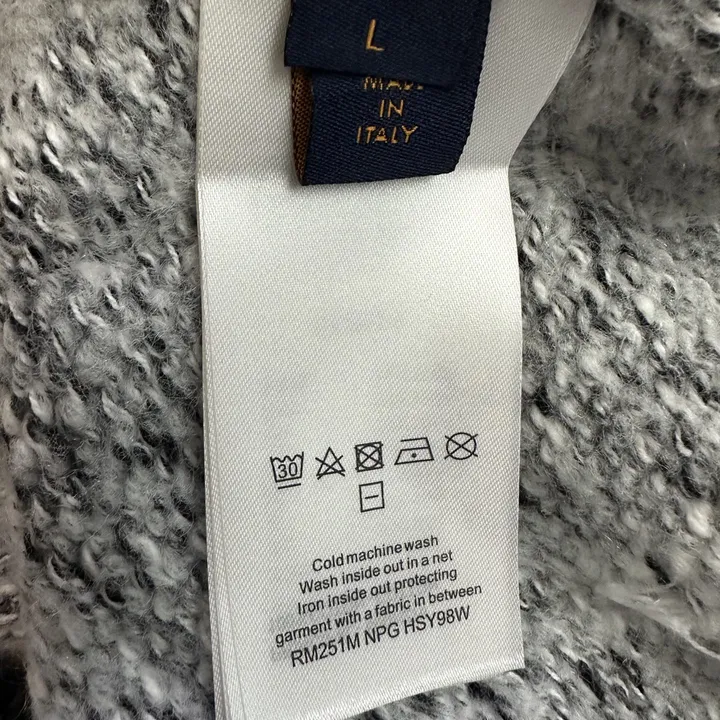 L
MADE
IN
ITALY
30
Cold machine wash
Wash inside out in a net
Iron inside out protecting
garment with a fabric in between
RM251M NPG HSY98W